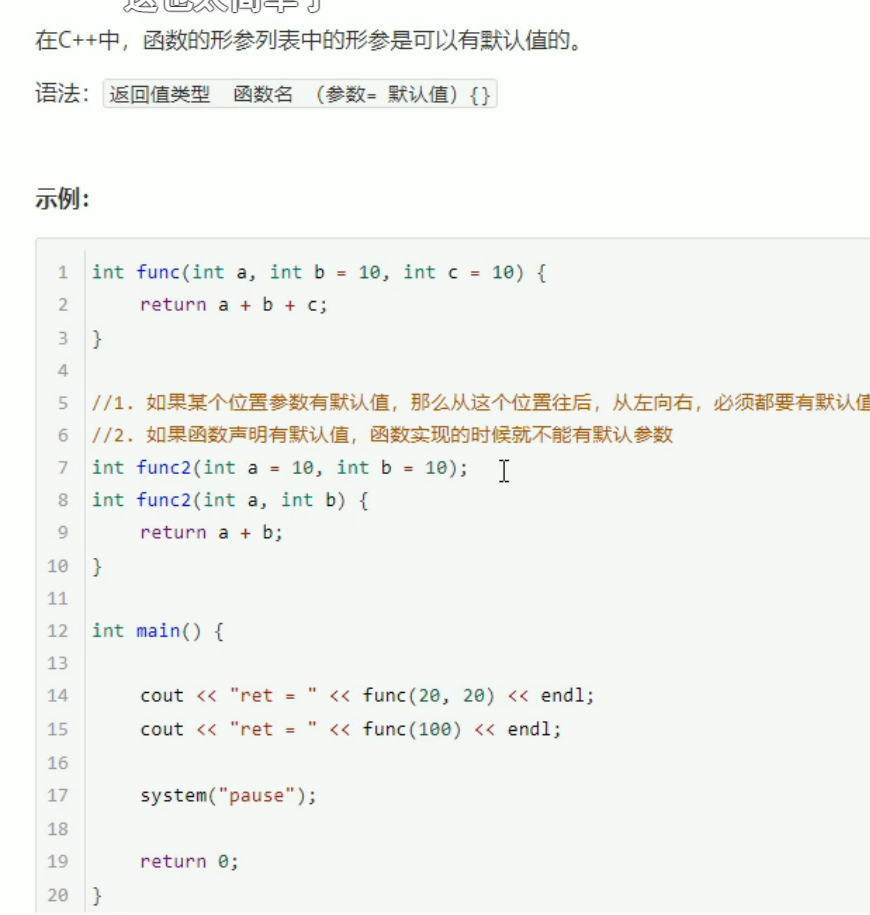 这也太简单了
在C++中，函数的形参列表中的形参是可以有默认值的。
语法： 返回值类型  函数名 （参数= 默认值）{}
示例：
1 int func(int a, int b = 10, int c = 10) {
2     return a + b + c;
3 }
4
5 //1. 如果某个位置参数有默认值，那么从这个位置往后，从左向右，必须都要有默认值
6 //2. 如果函数声明有默认值，函数实现的时候就不能有默认参数
7 int func2(int a = 10, int b = 10);
8 int func2(int a, int b) {
9     return a + b;
10 }
11
12 int main() {
13
14     cout << "ret = " << func(20, 20) << endl;
15     cout << "ret = " << func(100) << endl;
16
17     system("pause");
18
19     return 0;
20 }